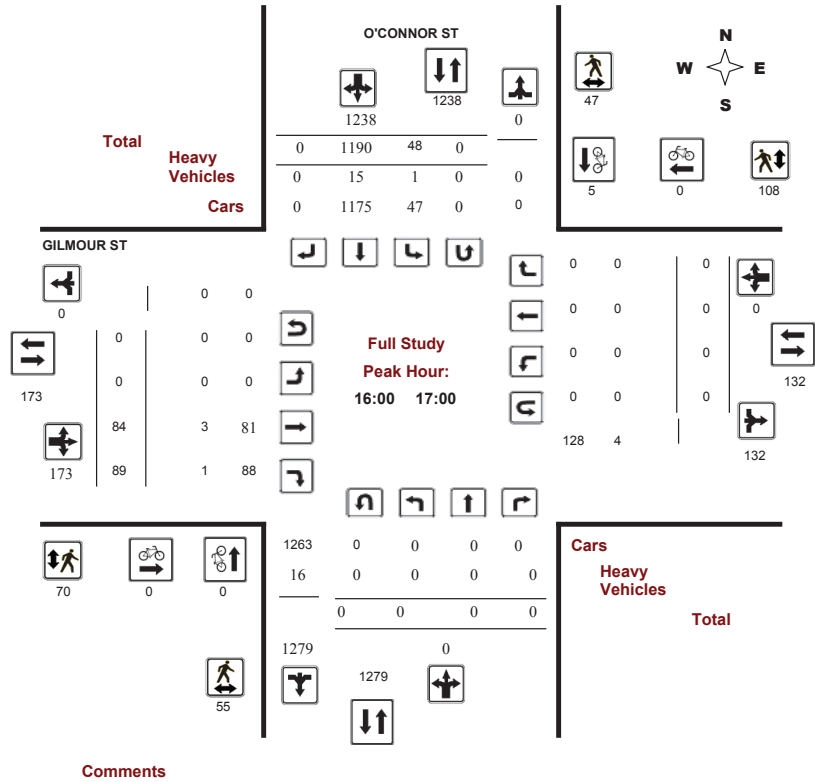 O'CONNOR ST
N
W E
S
1238
47
1238 0
Total 0 1190 48 0
Heavy
Vehicles 0 15 1 0 0
5 0 108
Cars 0 1175 47 0 0
GILMOUR ST
0 0 0
0 0 0
0
0 0 0
0
0 0 0
Full Study
173
0 0 0
Peak Hour:
0 0 0
132
16:00 17:00
0 0 0
84 3 81
128 4
173
89 1 88
132
1263 0 0 0 0
Cars
16 0 0 0 0
Heavy
Vehicles
70 0 0
0 0 0 0
Total
1279 0
1279
55
Comments